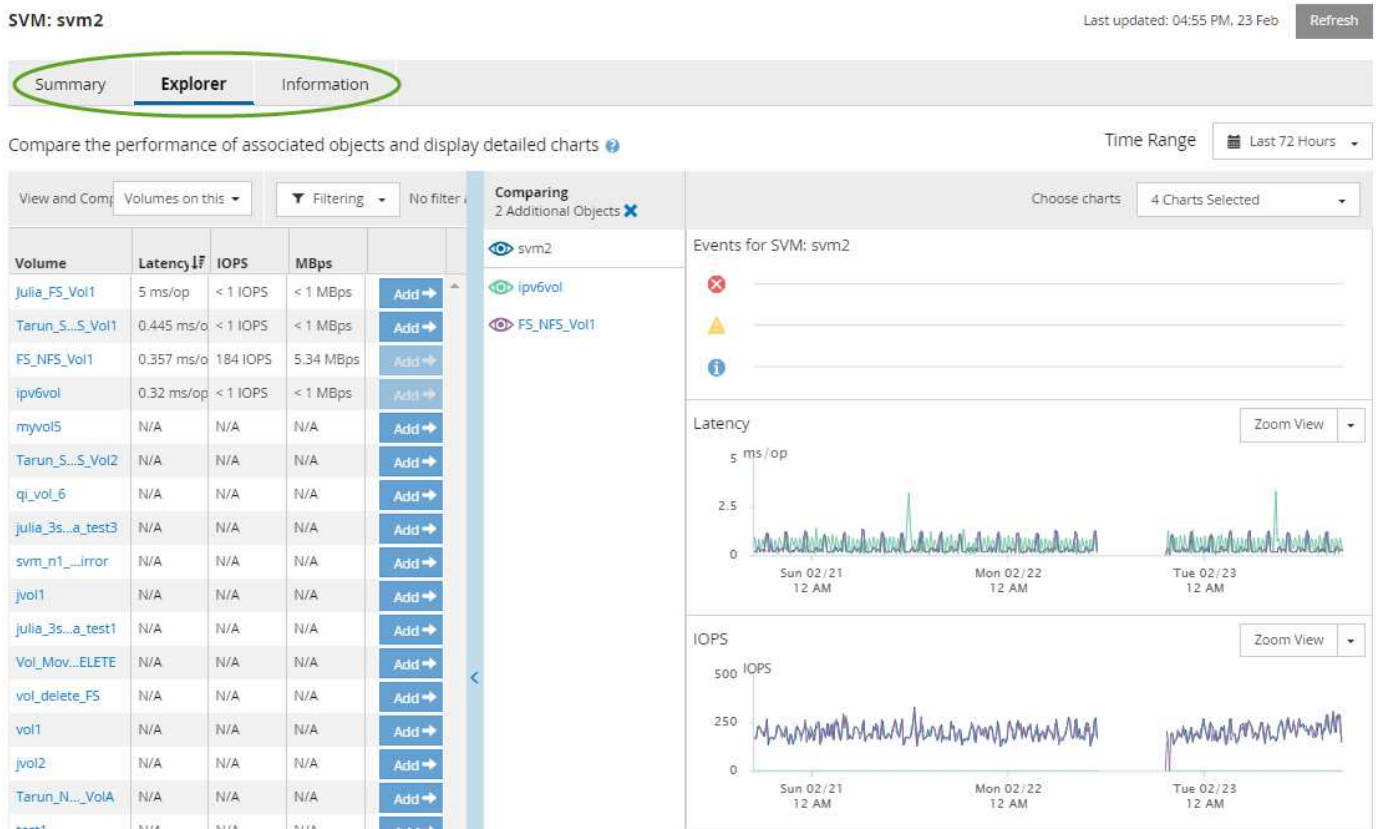 SVM: svm2
Last updated: 04:55 PM, 23 Feb Refresh
Summary Explorer Information
Compare the performance of associated objects and display detailed charts ?
Time Range Last 72 Hours
View and Comp Volumes on this Filtering No filter
Comparing
2 Additional Objects
Choose charts 4 Charts Selected
Volume Latency IOPS MBps
Julia_FS_Vol1 5 ms/op < 1 IOPS < 1 MBps Add
Tarun_S...S_Vol1 0.445 ms/o < 1 IOPS < 1 MBps Add
FS_NFS_Vol1 0.357 ms/o 184 IOPS 5.34 MBps Add
ipv6vol 0.32 ms/op < 1 IOPS < 1 MBps Add
myvol5 N/A N/A N/A Add
Tarun_S...S_Vol2 N/A N/A N/A Add
qi_vol_6 N/A N/A N/A Add
julia_3s...a_test3 N/A N/A N/A Add
svm_n1_...irror N/A N/A N/A Add
jvol1 N/A N/A N/A Add
julia_3s...a_test1 N/A N/A N/A Add
Vol_Mov...ELETE N/A N/A N/A Add
vol_delete_FS N/A N/A N/A Add
vol1 N/A N/A N/A Add
jvol2 N/A N/A N/A Add
Tarun_N..._VolA N/A N/A N/A Add
svm2
ipv6vol
FS_NFS_Vol1
Events for SVM: svm2
Latency Zoom View
5 ms/op
2.5
0
Sun 02/21 Mon 02/22 Tue 02/23
12 AM 12 AM 12 AM
IOPS Zoom View
500 IOPS
250
0
Sun 02/21 Mon 02/22 Tue 02/23
12 AM 12 AM 12 AM